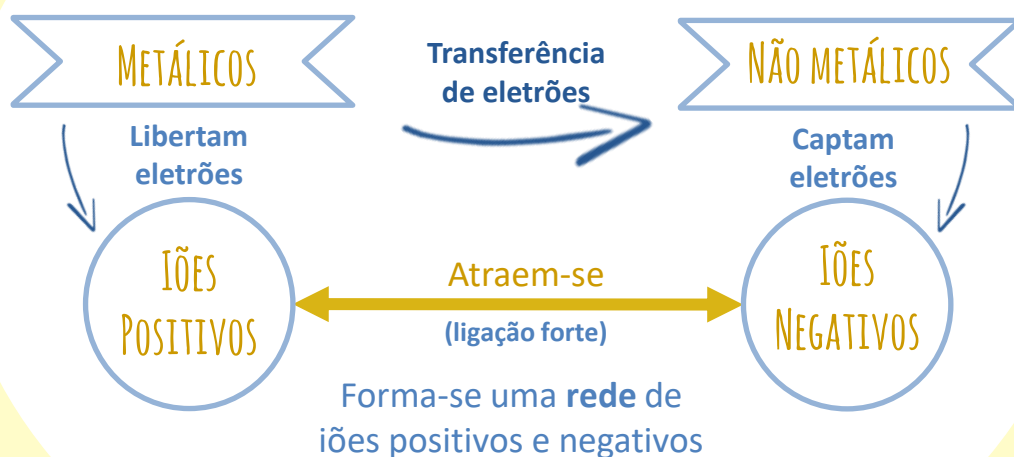 METÁLICOS
Transferência
de eletrões
NÃO METÁLICOS
Libertam
eletrões
Captam
eletrões
IÕES
POSITIVOS
Atraem-se
(ligação forte)
IÕES
NEGATIVOS
Forma-se uma rede de
iões positivos e negativos